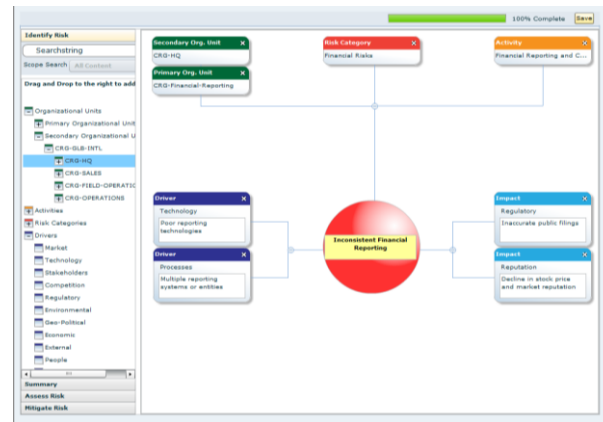 100% Complete
Save
Identify Risk
Searchstring
Scope Search
All Content
Drag and Drop to the right to add
Organizational Units
Primary Organizational Unit
Secondary Organizational U
CRG-GLB-INTL
CRG-HQ
CRG-SALES
CRG-FIELD-OPERATIO
CRG-OPERATIONS
Activities
Risk Categories
Drivers
Market
Technology
Stakeholders
Competition
Regulatory
Environmental
Geo-Political
Economic
External
People
Summary
Assess Risk
Mitigate Risk
Secondary Org. Unit X
CRG-HQ
Primary Org. Unit X
CRG-Financial-Reporting
Risk Category X
Financial Risks
Activity X
Financial Reporting and C...
Driver X
Technology
Poor reporting
technologies
Driver X
Processes
Multiple reporting
systems or entities
Inconsistent Financial
Reporting
Impact X
Regulatory
Inaccurate public filings
Impact X
Reputation
Decline in stock price
and market reputation